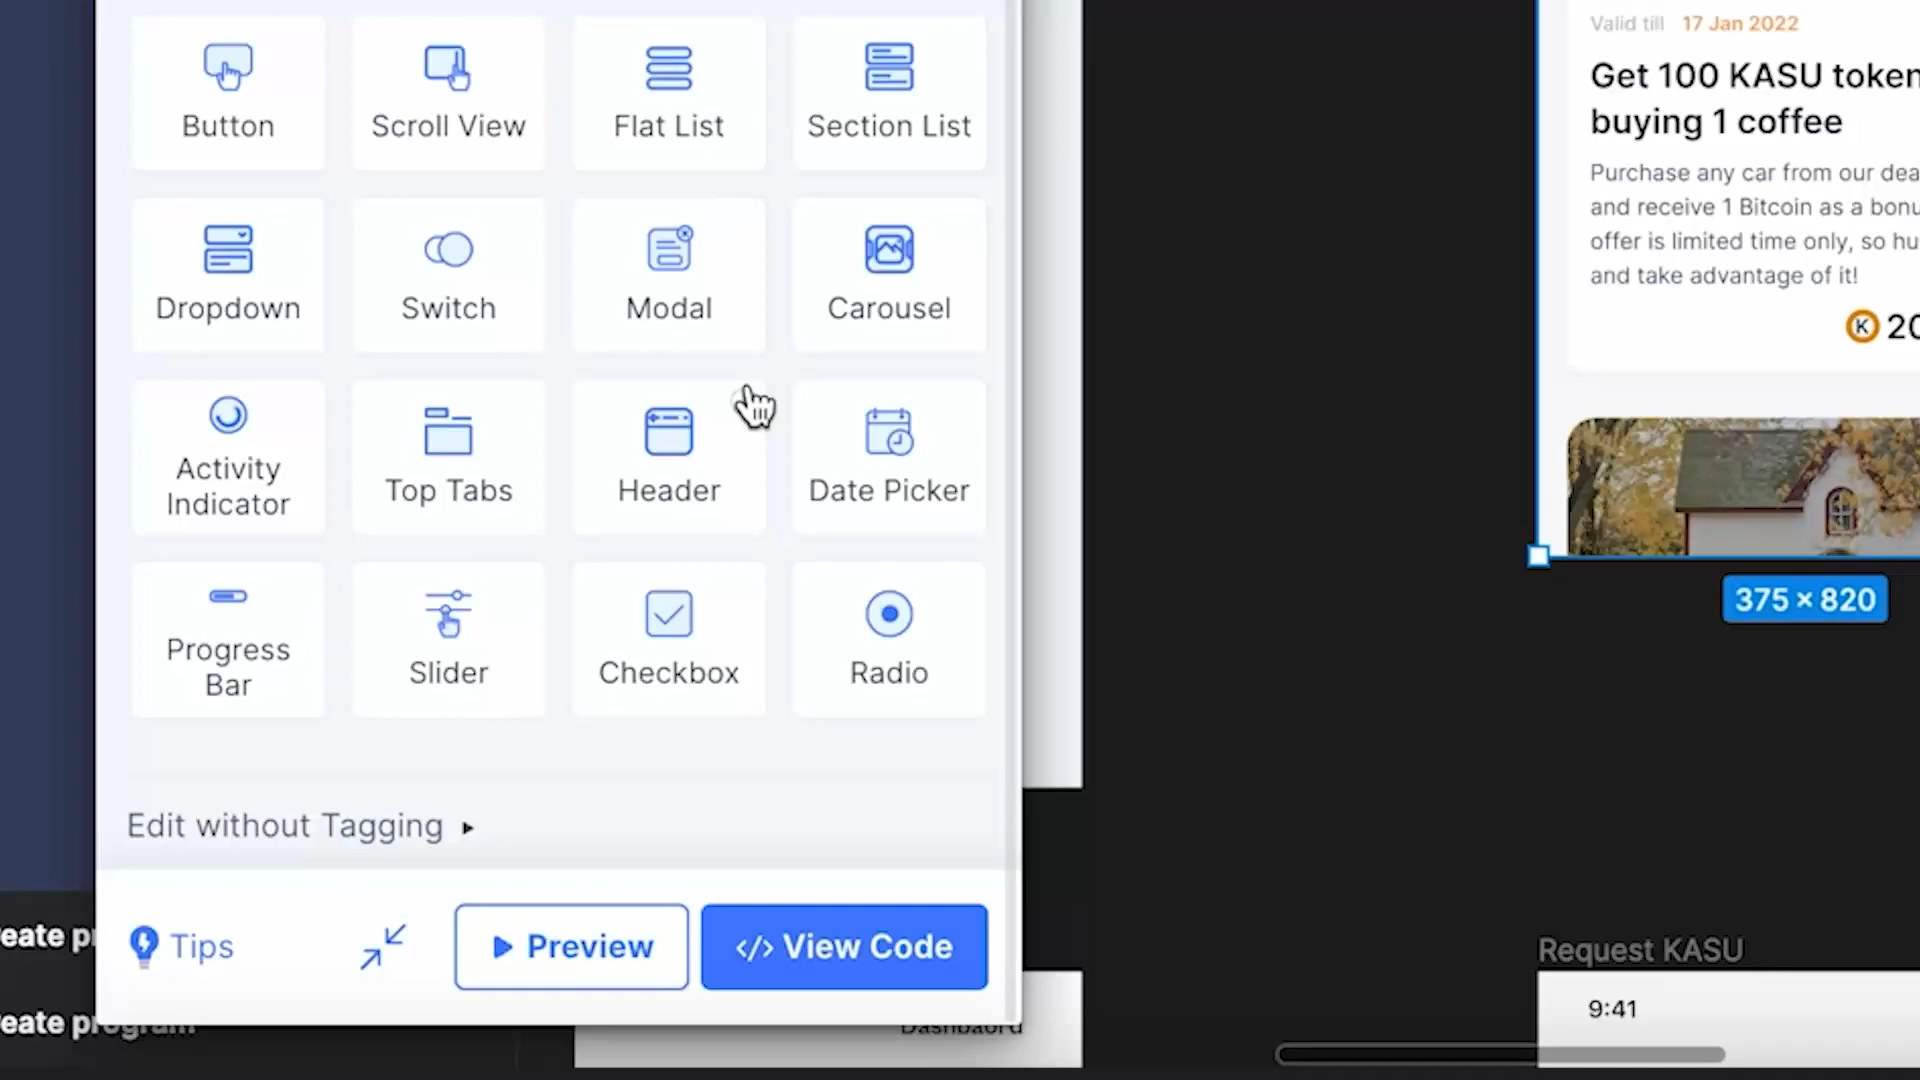 Button
Scroll View
Flat List
Section List
Dropdown
Switch
Modal
Carousel
Activity
Indicator
Top Tabs
Header
Date Picker
Progress
Bar
Slider
Checkbox
Radio
Edit without Tagging
Tips
Preview
</> View Code
Valid till 17 Jan 2022
Get 100 KASU token
buying 1 coffee
Purchase any car from our dea
and receive 1 Bitcoin as a bonu
offer is limited time only, so hu
and take advantage of it!
K 20
375 × 820
Request KASU
9:41
eate p
eate program
Dashbaord